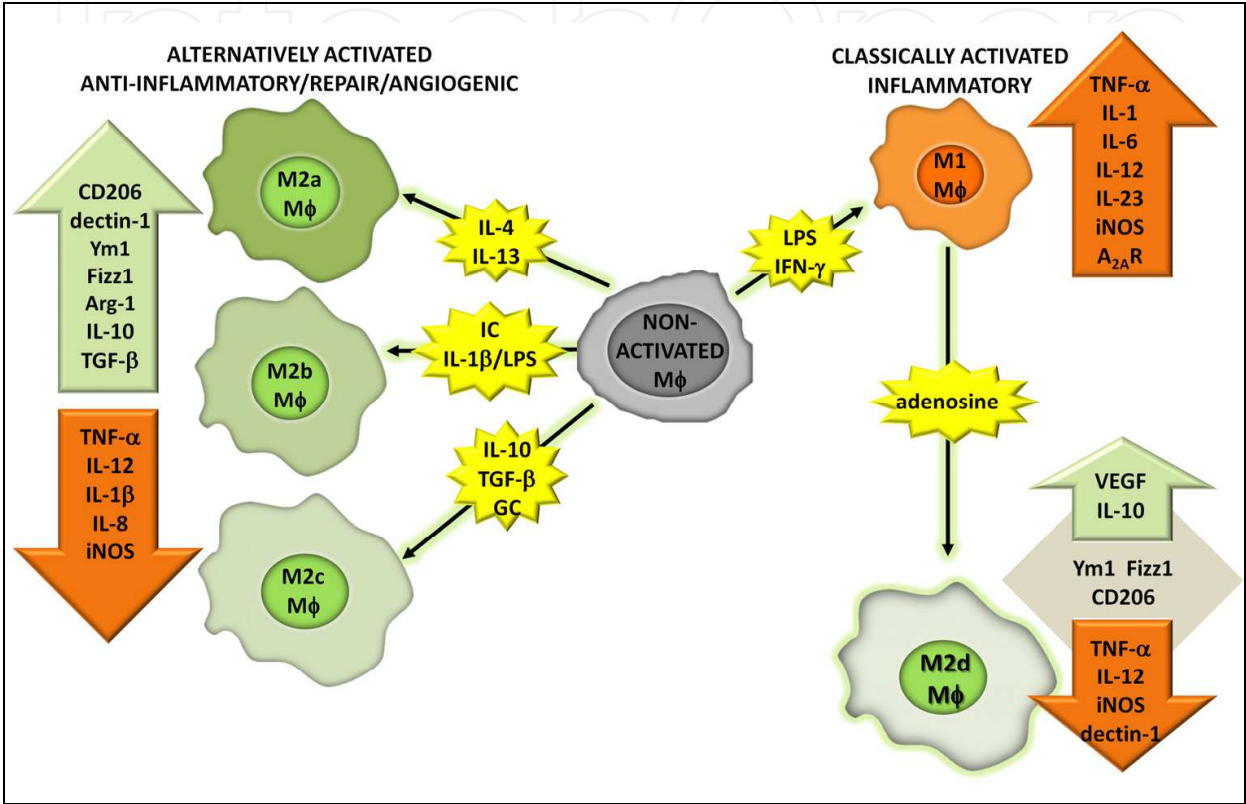 ALTERNATIVELY ACTIVATED
ANTI-INFLAMMATORY/REPAIR/ANGIOGENIC
CD206
dectin-1
Ym1
Fizz1
Arg-1
IL-10
TGF-β
TNF-α
IL-12
IL-1β
IL-8
iNOS
M2a
Mϕ
M2b
Mϕ
M2c
Mϕ
IL-4
IL-13
IC
IL-1β/LPS
IL-10
TGF-β
GC
NON-
ACTIVATED
Mϕ
LPS
IFN-γ
CLASSICALLY ACTIVATED
INFLAMMATORY
M1
Mϕ
TNF-α
IL-1
IL-6
IL-12
IL-23
iNOS
A₂ₐR
adenosine
M2d
Mϕ
VEGF
IL-10
Ym1 Fizz1
CD206
TNF-α
IL-12
iNOS
dectin-1